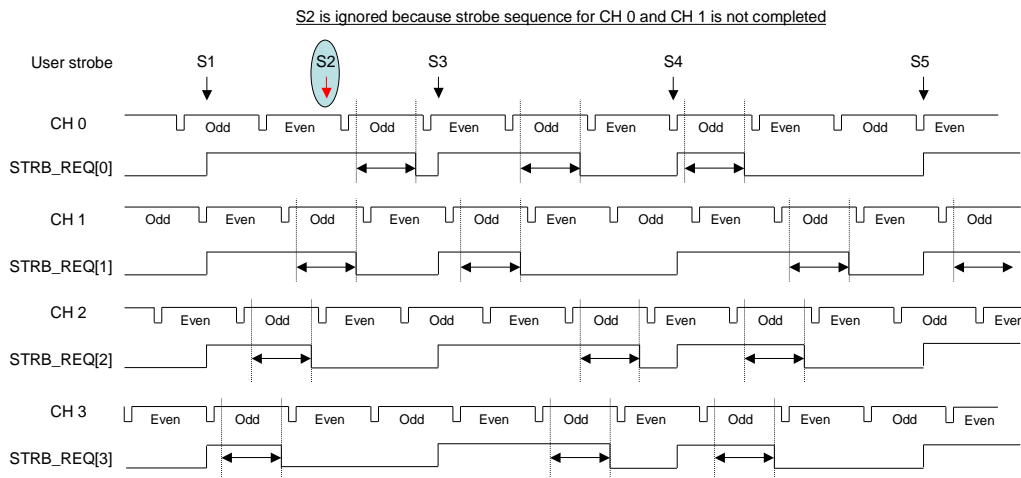 S2 is ignored because strobe sequence for CH 0 and CH 1 is not completed
User strobe S1 S2 S3 S4 S5
CH 0 Odd Even Odd Even Odd Even Odd Even Odd Even
STRB_REQ[0]
CH 1 Odd Even Odd Even Odd Even Odd Even Odd Even Odd
STRB_REQ[1]
CH 2 Even Odd Even Odd Even Odd Even Odd Even Odd Even
STRB_REQ[2]
CH 3 Even Odd Even Odd Even Odd Even Odd Even Odd Even
STRB_REQ[3]